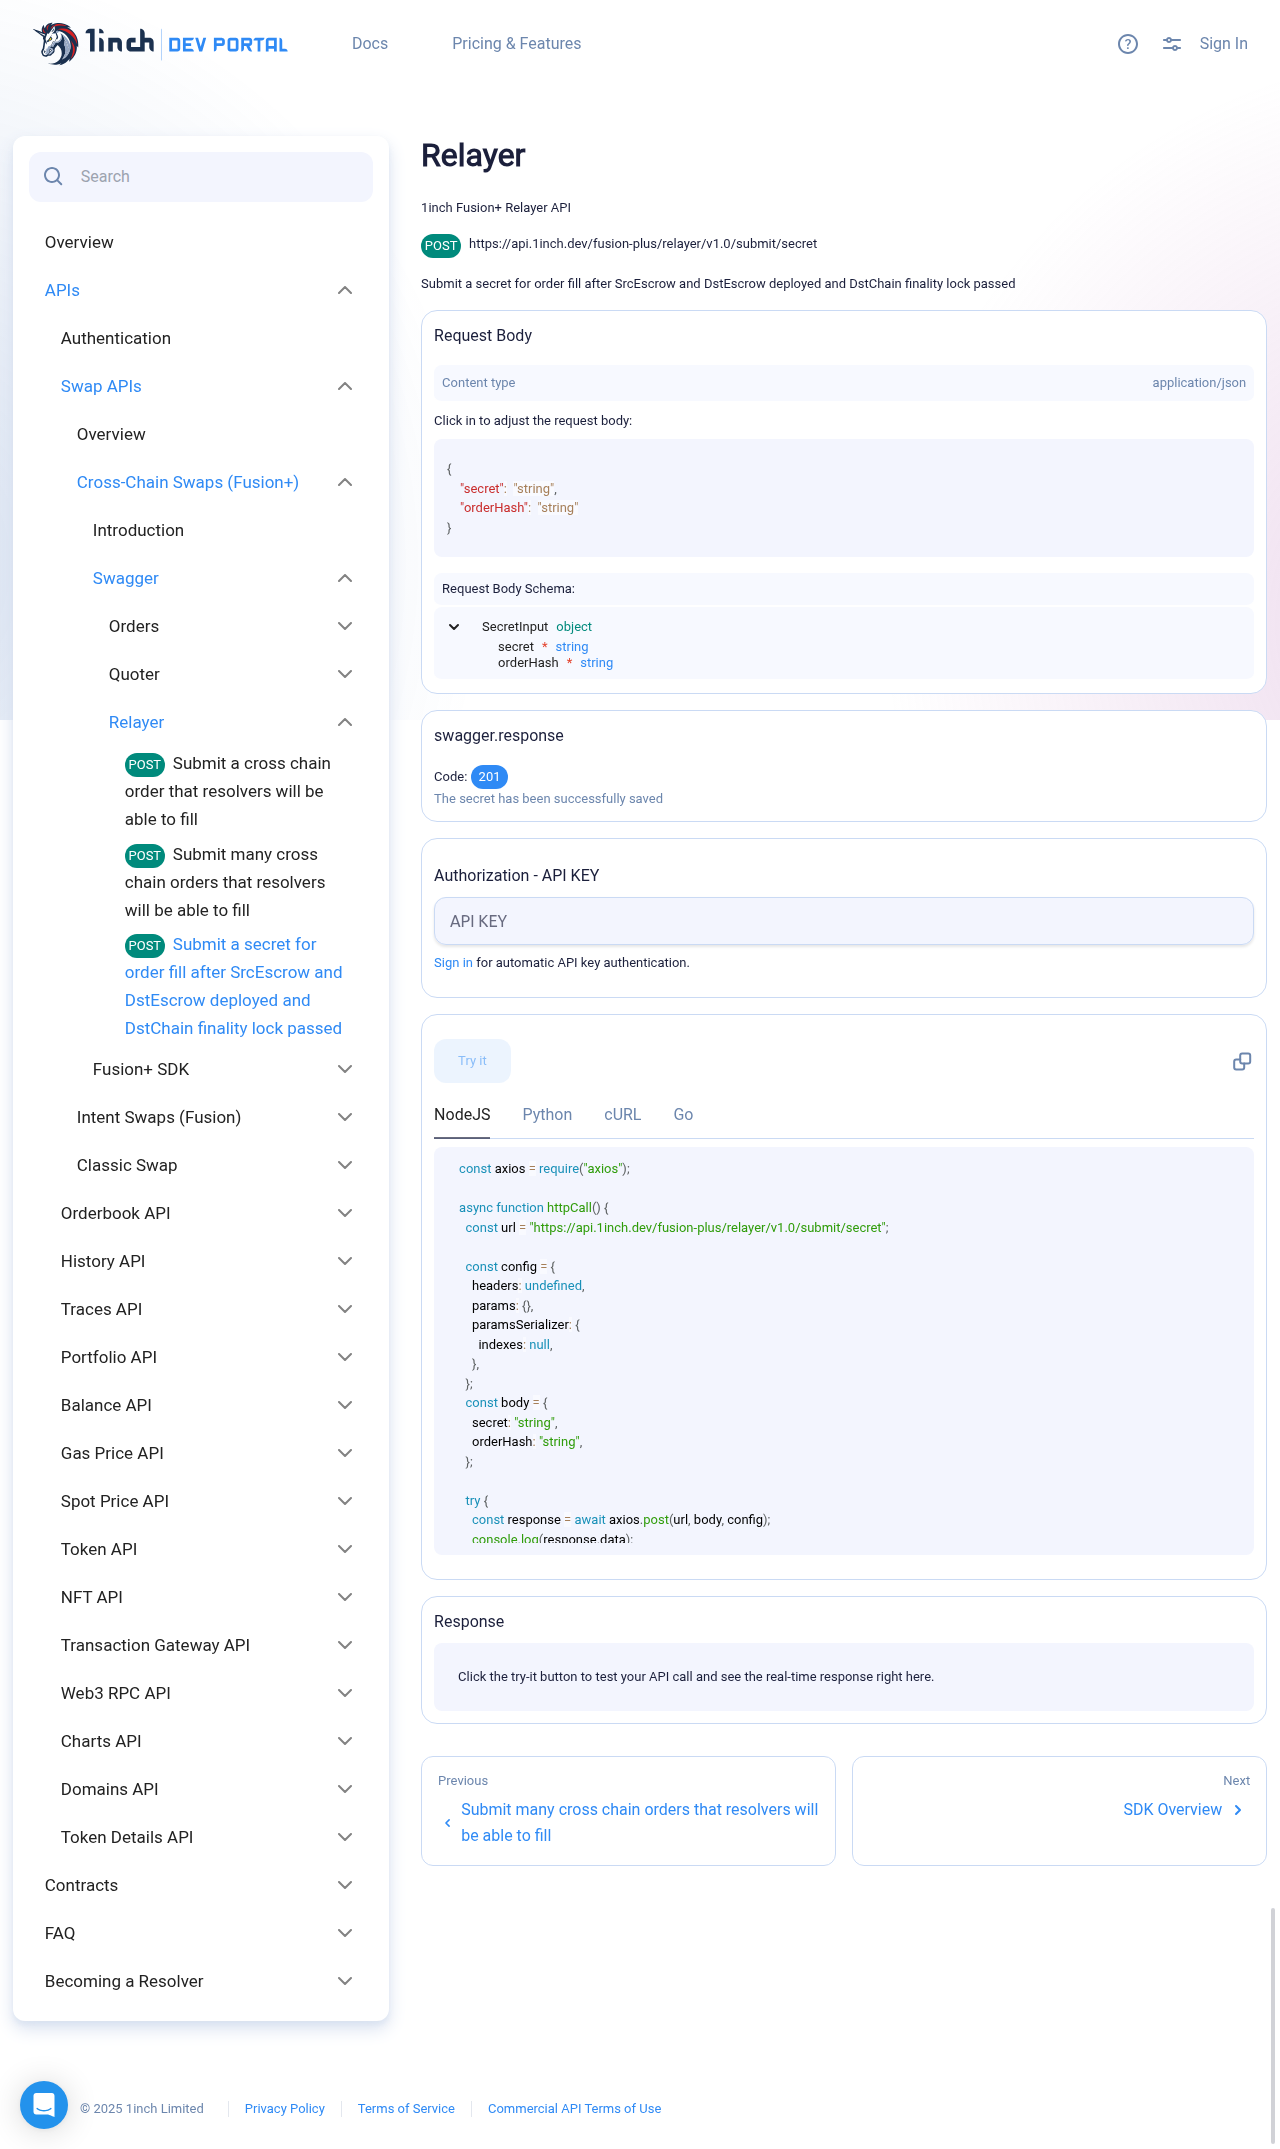 1inch DEV PORTAL
Docs
Pricing & Features
Sign In
Search
Overview
APIs
Authentication
Swap APIs
Overview
Cross-Chain Swaps (Fusion+)
Introduction
Swagger
Orders
Quoter
Relayer
POST Submit a cross chain
order that resolvers will be
able to fill
POST Submit many cross
chain orders that resolvers
will be able to fill
POST Submit a secret for
order fill after SrcEscrow and
DstEscrow deployed and
DstChain finality lock passed
Fusion+ SDK
Intent Swaps (Fusion)
Classic Swap
Orderbook API
History API
Traces API
Portfolio API
Balance API
Gas Price API
Spot Price API
Token API
NFT API
Transaction Gateway API
Web3 RPC API
Charts API
Domains API
Token Details API
Contracts
FAQ
Becoming a Resolver
Relayer
1inch Fusion+ Relayer API
POST https://api.1inch.dev/fusion-plus/relayer/v1.0/submit/secret
Submit a secret for order fill after SrcEscrow and DstEscrow deployed and DstChain finality lock passed
Request Body
Content type application/json
Click in to adjust the request body:
{
"secret": "string",
"orderHash": "string"
}
Request Body Schema:
SecretInput object
secret * string
orderHash * string
swagger.response
Code: 201
The secret has been successfully saved
Authorization - API KEY
API KEY
Sign in for automatic API key authentication.
Try it
NodeJS Python cURL Go
const axios = require("axios");
async function httpCall() {
const url = "https://api.1inch.dev/fusion-plus/relayer/v1.0/submit/secret";
const config = {
headers: undefined,
params: {},
paramsSerializer: {
indexes: null,
},
};
const body = {
secret: "string",
orderHash: "string",
};
try {
const response = await axios.post(url, body, config);
console.log(response.data);
Response
Click the try-it button to test your API call and see the real-time response right here.
Previous
Submit many cross chain orders that resolvers will
be able to fill
Next
SDK Overview
© 2025 1inch Limited
Privacy Policy
Terms of Service
Commercial API Terms of Use